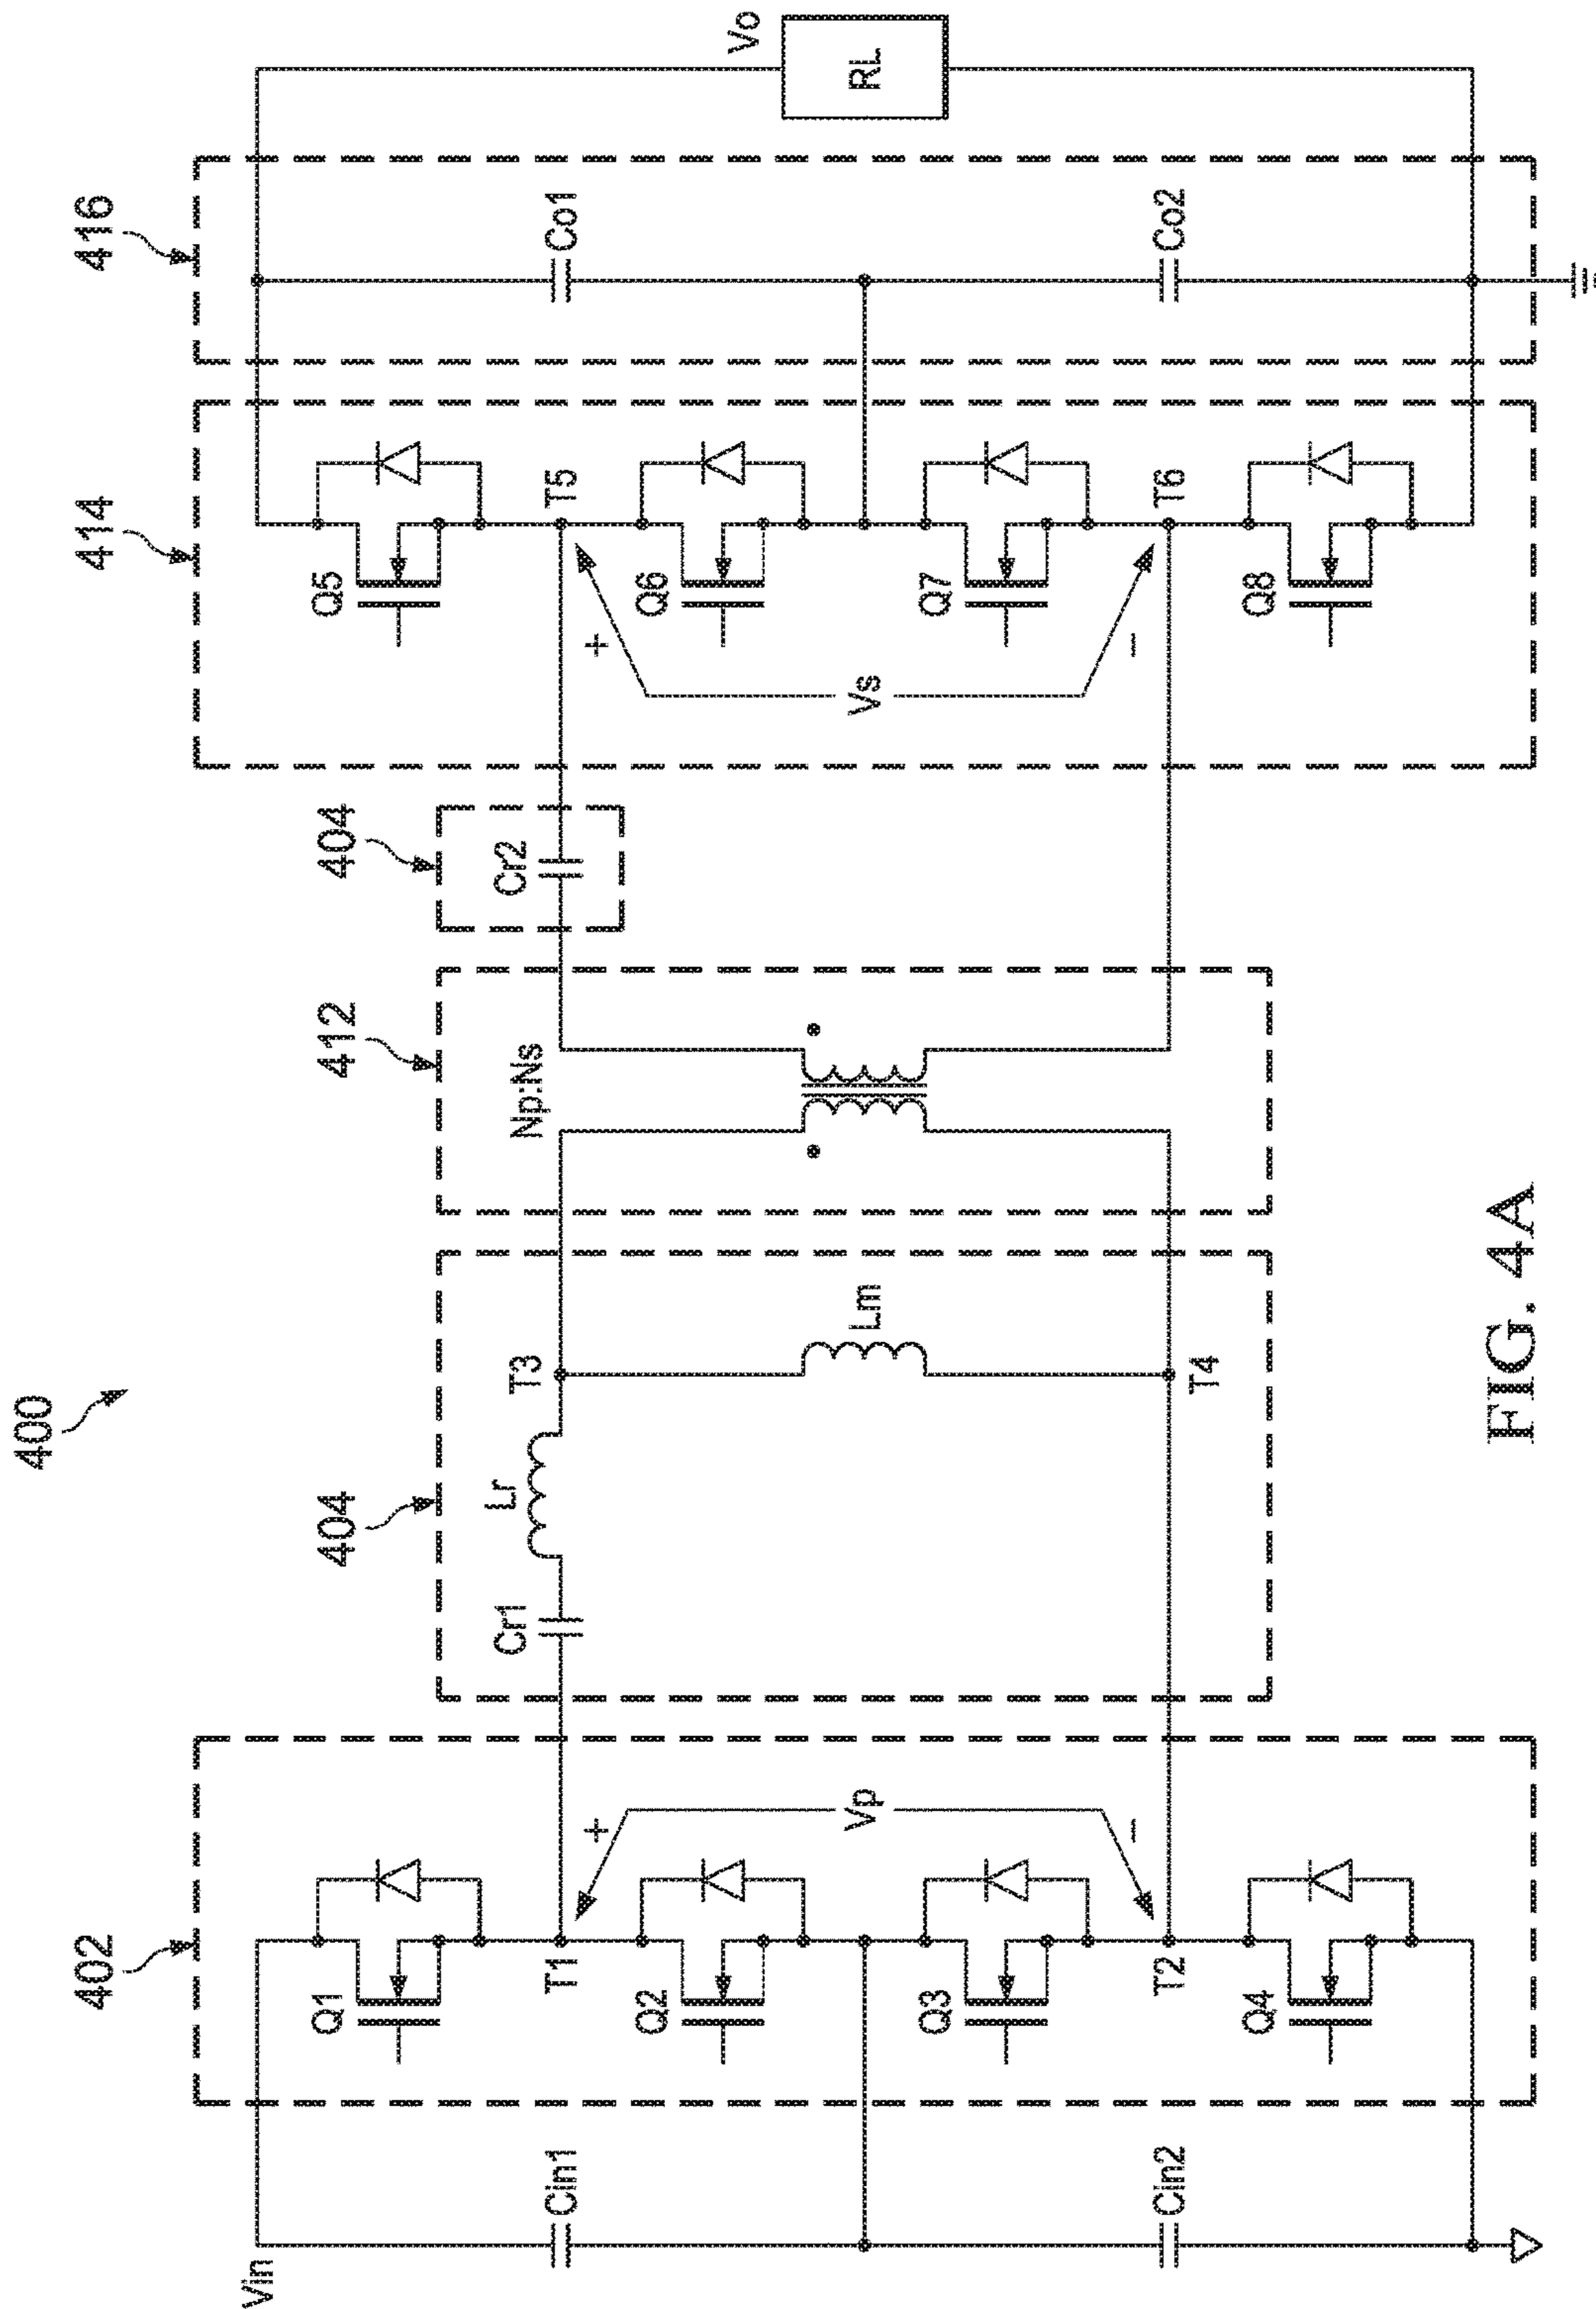 400
402
404
412
404
414
416
Vin
Cin1
Cin2
Q1
T1
Q2
Q3
T2
Q4
+
Vp
−
Cr1
Lr
T3
Lm
T4
Np:Ns
Cr2
+
Vs
−
Q5
T5
Q6
Q7
T6
Q8
Co1
Co2
Vo
RL
FIG. 4A